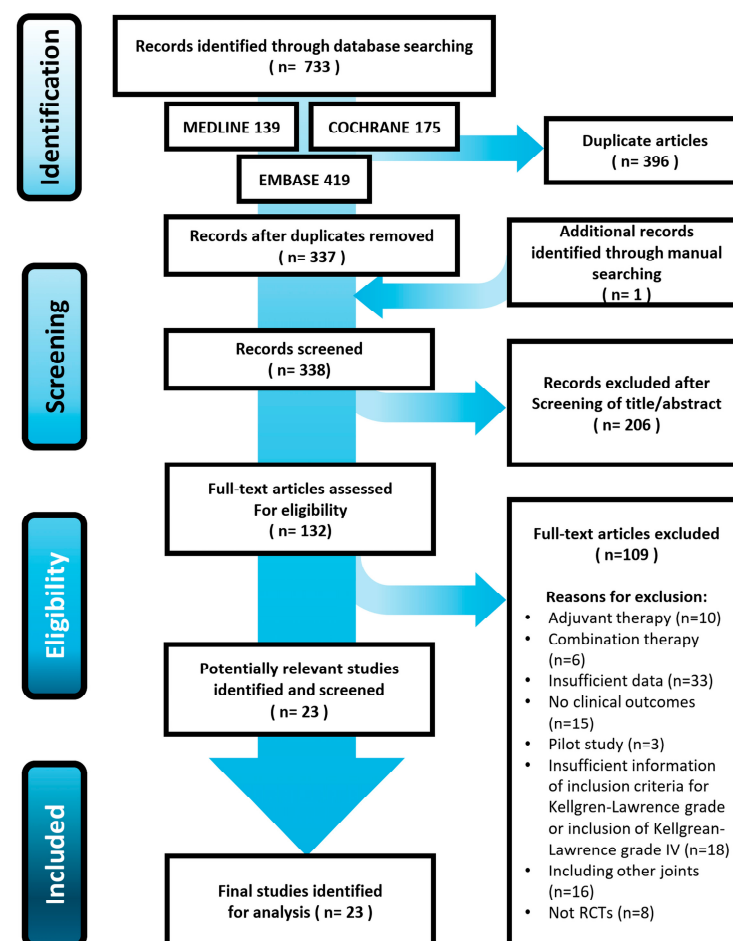 Identification
Records identified through database searching
( n= 733)
MEDLINE 139
COCHRANE 175
EMBASE 419
Duplicate articles
( n= 396)
Records after duplicates removed
( n= 337)
Additional records
identified through manual
searching
( n= 1 )
Screening
Records screened
( n= 338)
Records excluded after
Screening of title/abstract
( n= 206 )
Eligibility
Full-text articles assessed
For eligibility
( n= 132)
Full-text articles excluded
(n=109 )
Reasons for exclusion:
• Adjuvant therapy (n=10)
• Combination therapy
(n=6)
• Insufficient data (n=33)
• No clinical outcomes
(n=15)
• Pilot study (n=3)
• Insufficient information
of inclusion criteria for
Kellgren-Lawrence grade
or inclusion of Kellgrean-
Lawrence grade IV (n=18)
• Including other joints
(n=16)
• Not RCTs (n=8)
Potentially relevant studies
identified and screened
( n= 23 )
Included
Final studies identified
for analysis ( n= 23 )